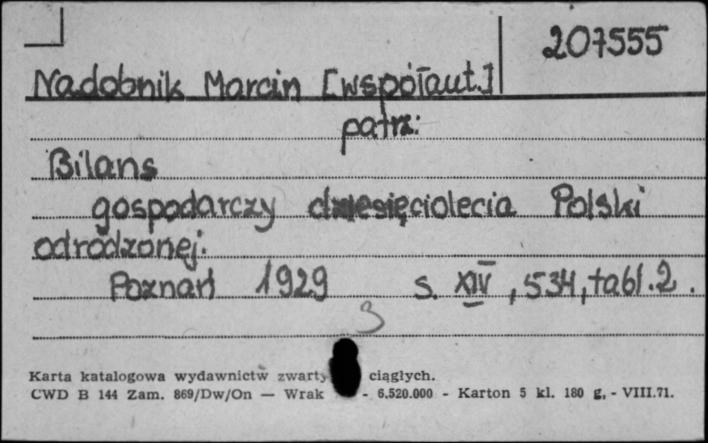 207555
Nadobnik Marcin [współaut.]
patrz:
Bilans
gospodarczy dziesięciolecia Polski
odrodzonej.
Poznań 1929 s. XIV, 534, tabl. 2.
3
Karta katalogowa wydawnictw ciągłych.
CWD B 144 Zam. 869/Dw/On — Wrak - 6.520.000 - Karton 5 kl. 180 g, - VIII.71.